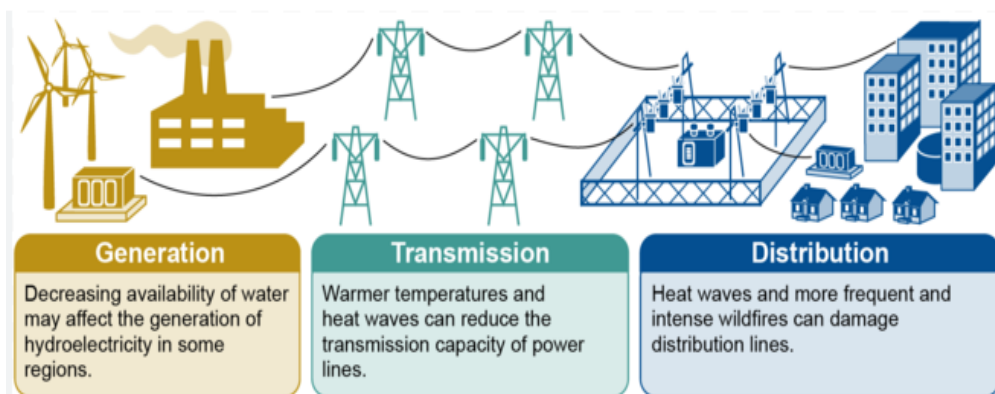 Generation
Decreasing availability of water
may affect the generation of
hydroelectricity in some
regions.
Transmission
Warmer temperatures and
heat waves can reduce the
transmission capacity of power
lines.
Distribution
Heat waves and more frequent and
intense wildfires can damage
distribution lines.